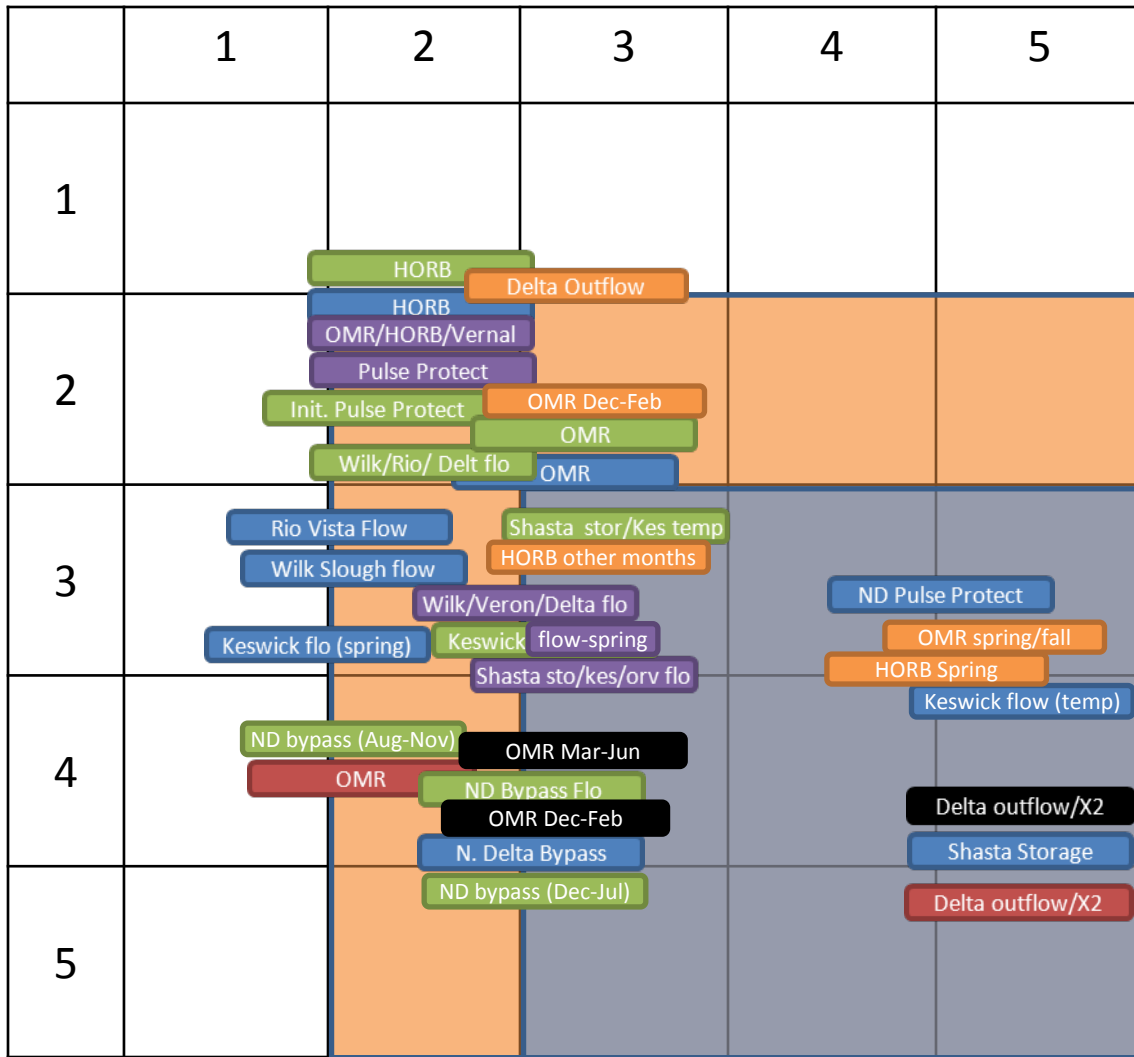 1 2 3 4 5
1
HORB
Delta Outflow
HORB
OMR/HORB/Vernal
Pulse Protect
2
Init. Pulse Protect
OMR Dec-Feb
OMR
Wilk/Rio/ Delt flo
OMR
Rio Vista Flow
Shasta stor/Kes temp
HORB other months
Wilk Slough flow
3
ND Pulse Protect
Wilk/Veron/Delta flo
Keswick flo (spring)
Keswick
flow-spring
OMR spring/fall
HORB Spring
Shasta sto/kes/orv flo
Keswick flow (temp)
ND bypass (Aug-Nov)
OMR Mar-Jun
4
OMR
ND Bypass Flo
Delta outflow/X2
OMR Dec-Feb
N. Delta Bypass
Shasta Storage
ND bypass (Dec-Jul)
Delta outflow/X2
5